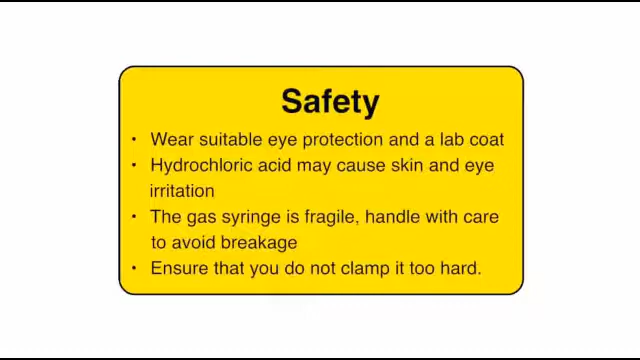 Safety
• Wear suitable eye protection and a lab coat
• Hydrochloric acid may cause skin and eye
irritation
• The gas syringe is fragile, handle with care
to avoid breakage
• Ensure that you do not clamp it too hard.